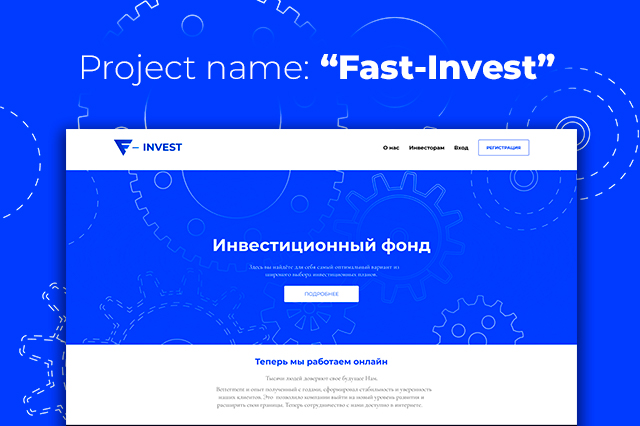 Project name: “Fast-Invest”
F– INVEST
О нас Инвесторам Вход РЕГИСТРАЦИЯ
Инвестиционный фонд
Здесь вы найдёте для себя самый оптимальный вариант из
широкого выбора инвестиционных планов.
ПОДРОБНЕЕ
Теперь мы работаем онлайн
Тысячи людей доверяют свое будущее Нам.
Betterment и опыт полученный с годами, сформировал стабильность и уверенность
наших клиентов. Это позволило компании выйти на новый уровень развития и
расширить свои границы. Теперь сотрудничество с нами доступно в интернете.